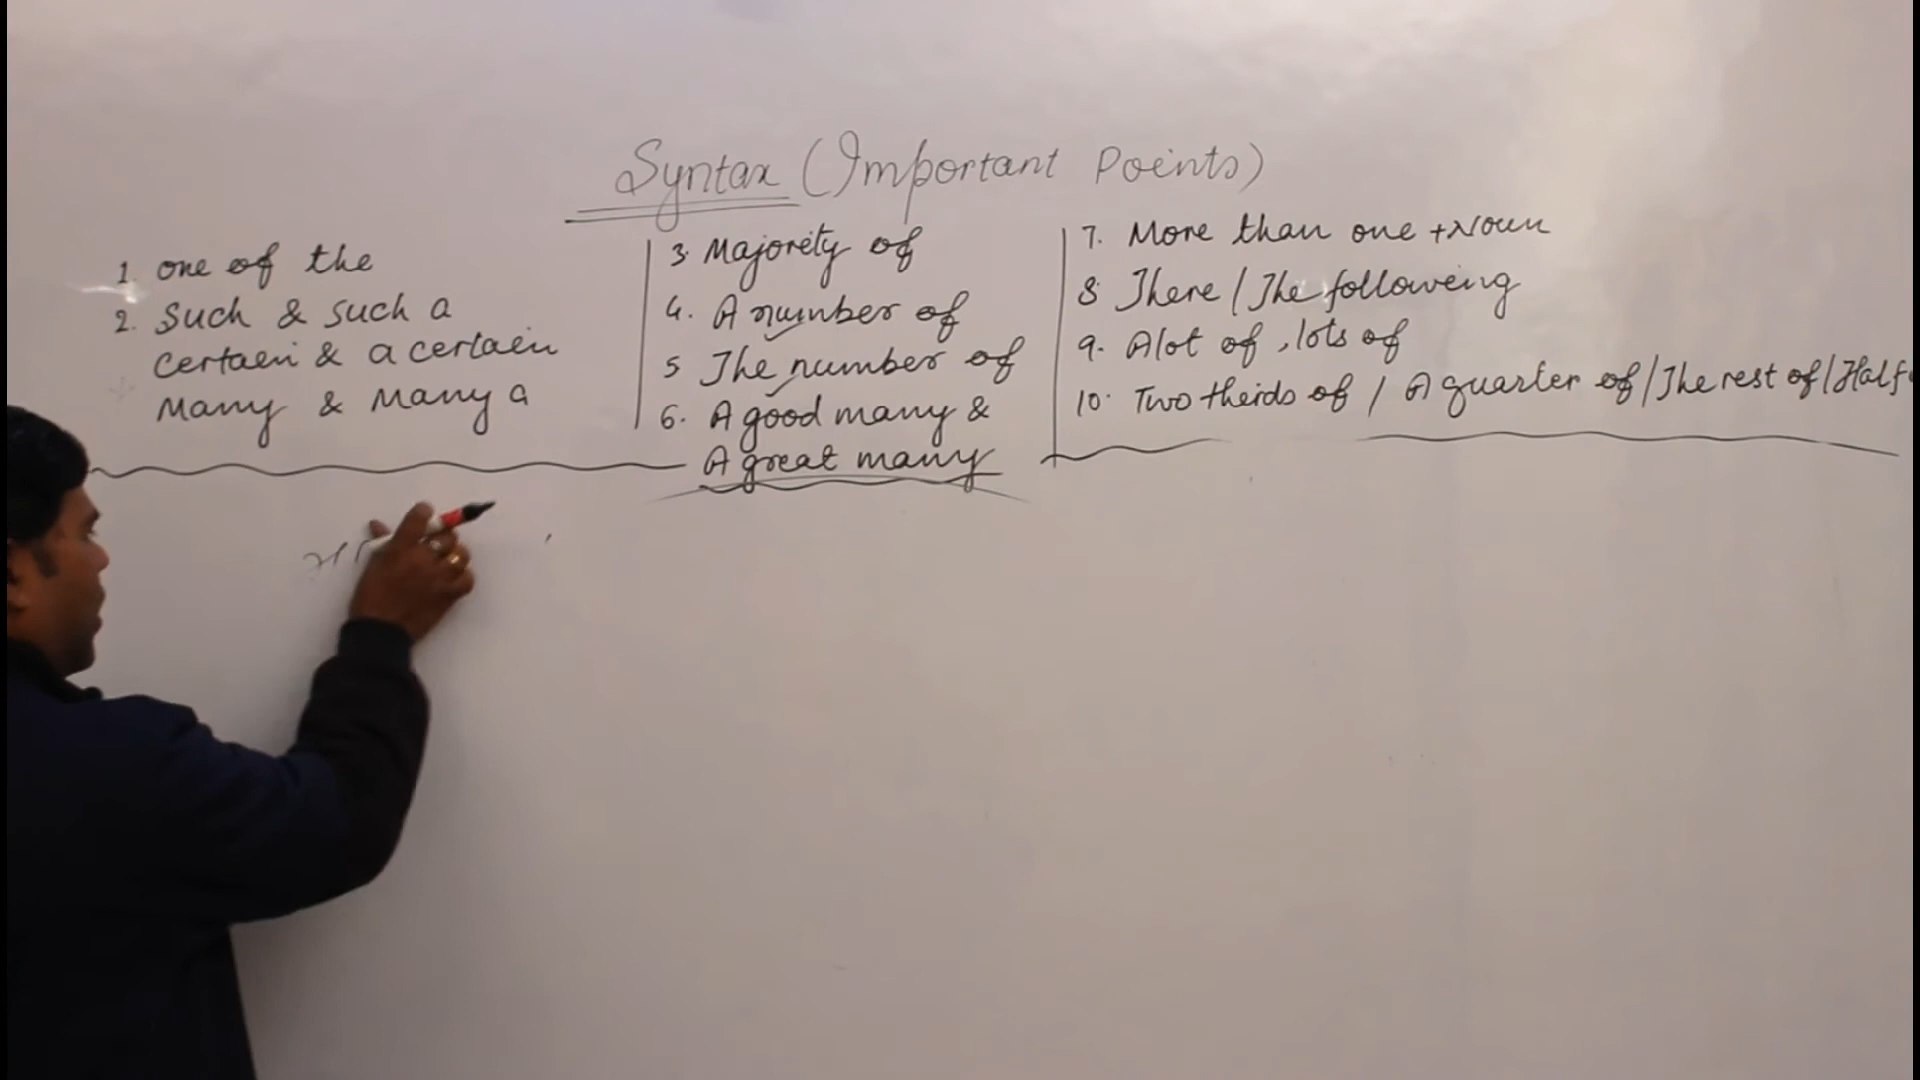 Syntax (Important Points)
1. one of the
2. Such & such a
certain & a certain
Many & Many a
3. Majority of
4. A number of
5 The number of
6. A good many &
A great many
7. More than one + Noun
8 There / The following
9. A lot of , lots of
10. Two thirds of / A quarter of / The rest of / Half